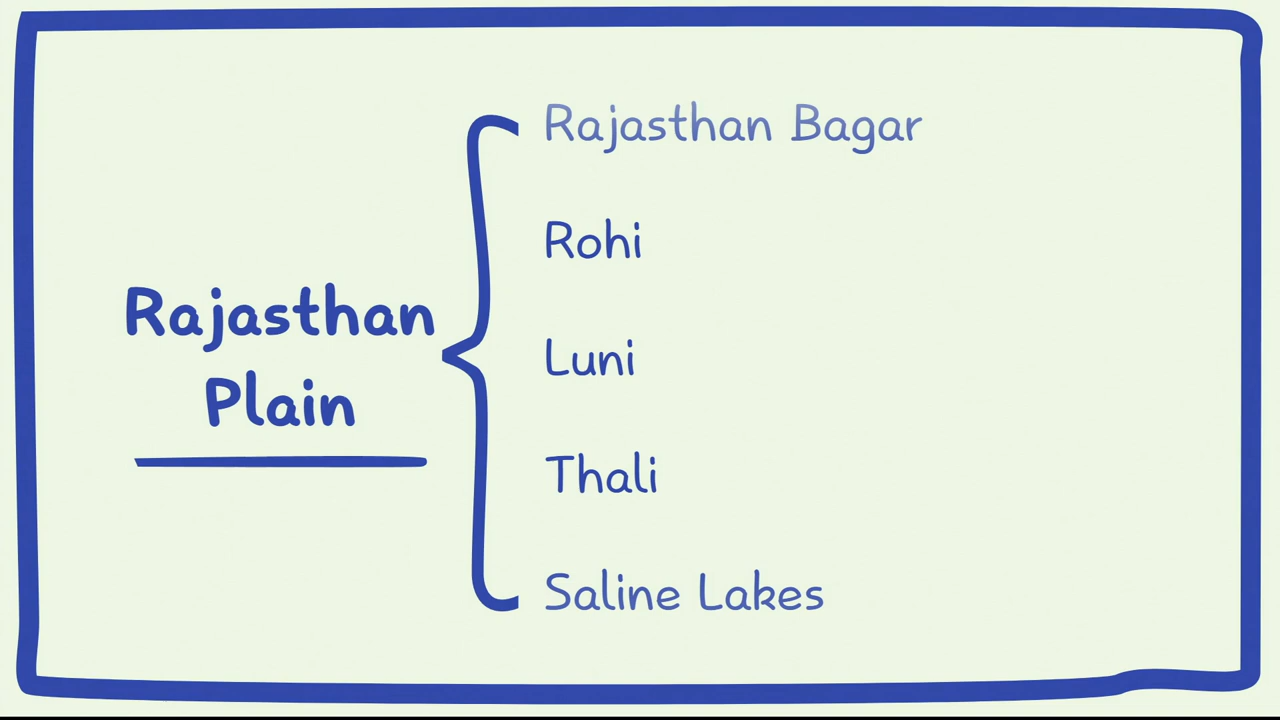 Rajasthan
Plain
Rajasthan Bagar
Rohi
Luni
Thali
Saline Lakes